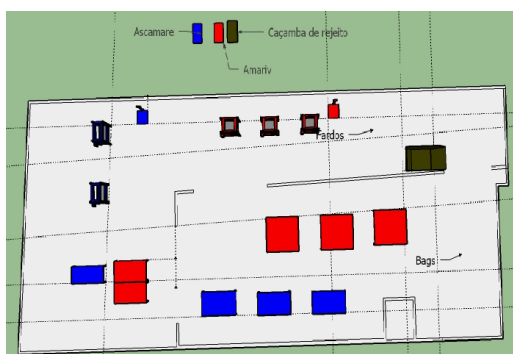 Ascamare
Caçamba de rejeito
Amariv
Fardos
Bags